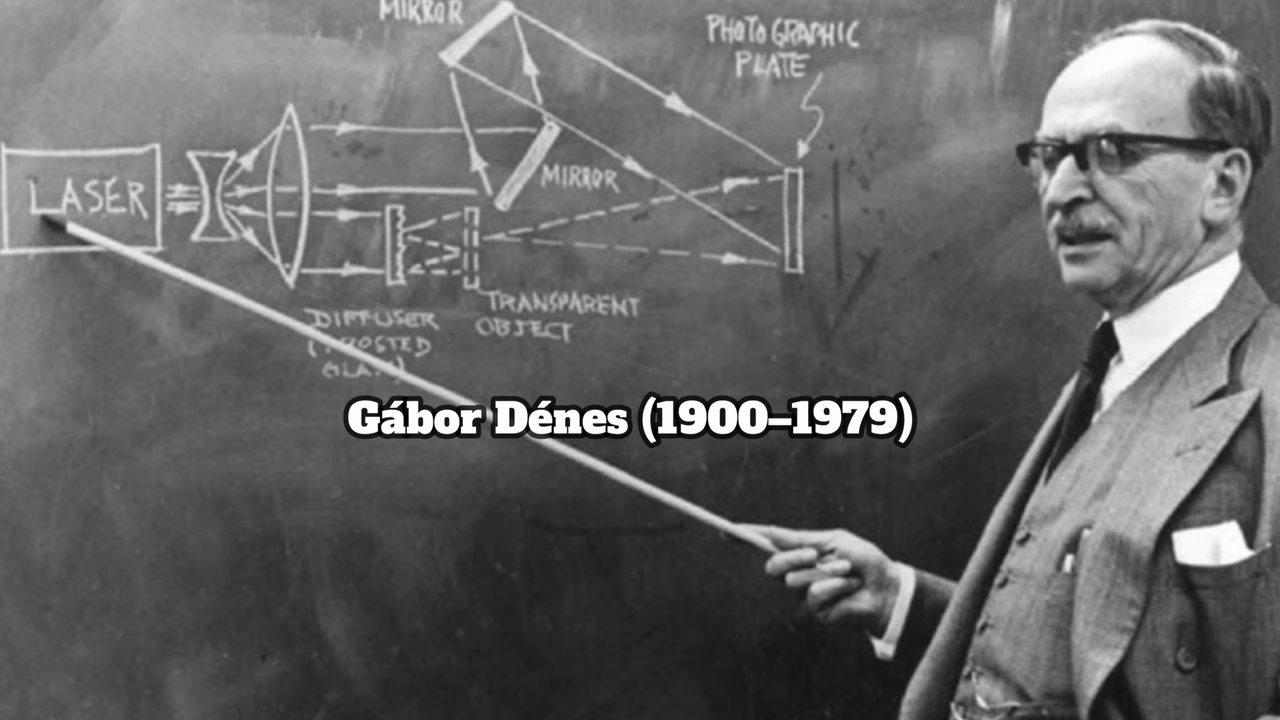 MIRROR
PHOTOGRAPHIC
PLATE
LASER
MIRROR
TRANSPARENT
OBJECT
DIFFUSER
Gábor Dénes (1900–1979)